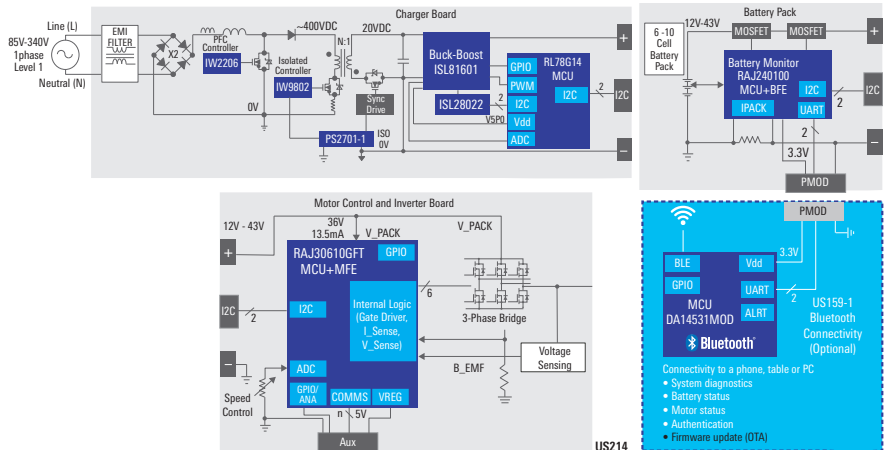 Charger Board
Line (L)
85V-340V
1phase
Level 1
Neutral (N)
EMI
FILTER
X2
PFC
Controller
IW2206
~400VDC
Isolated
Controller
IW9802
0V
N:1
20VDC
Sync
Drive
PS2701-1
ISO
0V
Buck-Boost
ISL81601
ISL28022
2
V5P0
RL78G14
MCU
GPIO
PWM
I2C
Vdd
ADC
I2C
2
+
I2C
−
Battery Pack
6 -10
Cell
Battery
Pack
12V-43V
MOSFET
MOSFET
Battery Monitor
RAJ240100
MCU+BFE
I2C
IPACK
UART
2
2
3.3V
PMOD
+
I2C
−
Motor Control and Inverter Board
12V - 43V
36V
13.5mA
V_PACK
V_PACK
+
I2C
2
−
RAJ30610GFT
MCU+MFE
GPIO
I2C
Internal Logic
(Gate Driver,
I_Sense,
V_Sense)
6
3-Phase Bridge
ADC
GPIO/
ANA
COMMS
VREG
B_EMF
Voltage
Sensing
Speed
Control
n
5V
Aux
US214
PMOD
3.3V
BLE
Vdd
GPIO
UART
2
MCU
DA14531MOD
ALRT
Bluetooth®
US159-1
Bluetooth
Connectivity
(Optional)
Connectivity to a phone, table or PC
• System diagnostics
• Battery status
• Motor status
• Authentication
• Firmware update (OTA)